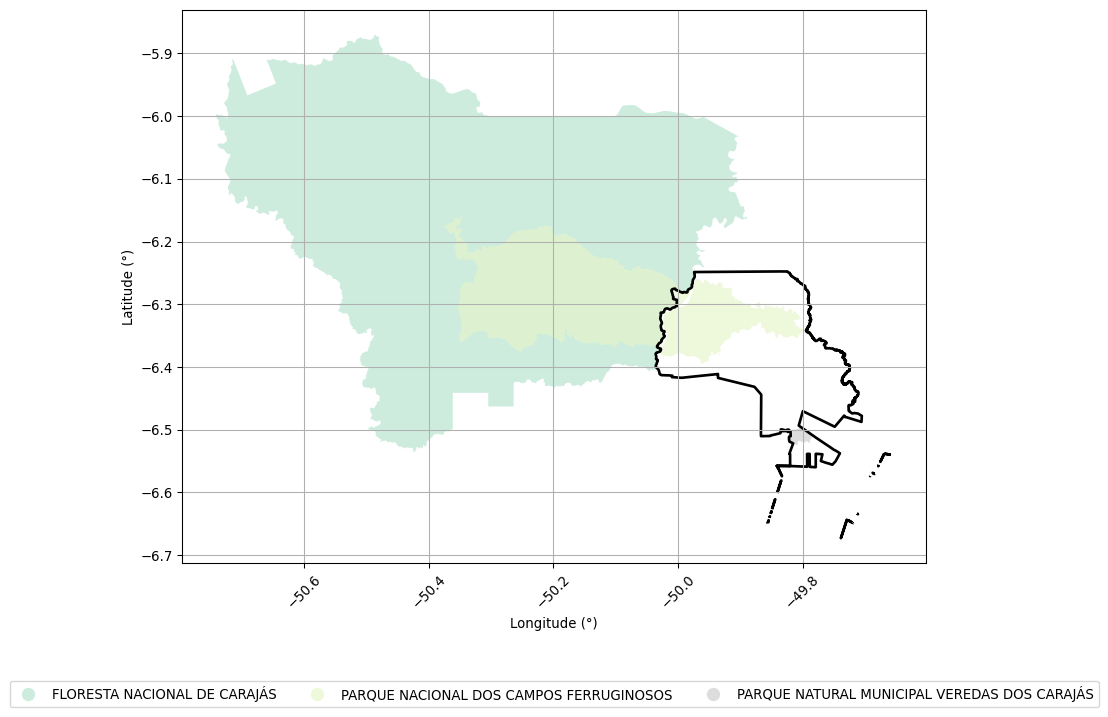 −5.9
−6.0
−6.1
−6.2
−6.3
−6.4
−6.5
−6.6
−6.7
Latitude (°)
−50.6
−50.4
−50.2
−50.0
−49.8
Longitude (°)
FLORESTA NACIONAL DE CARAJÁS
PARQUE NACIONAL DOS CAMPOS FERRUGINOSOS
PARQUE NATURAL MUNICIPAL VEREDAS DOS CARAJÁS